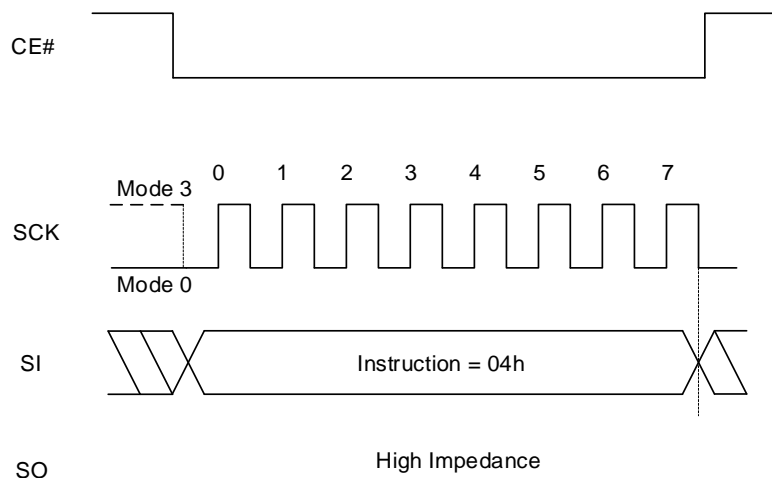 CE#
0 1 2 3 4 5 6 7
Mode 3
SCK
Mode 0
SI
Instruction = 04h
SO
High Impedance